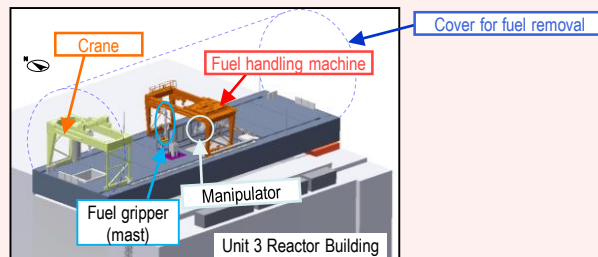 Cover for fuel removal
Crane
N
Fuel handling machine
Manipulator
Fuel gripper
(mast)
Unit 3 Reactor Building